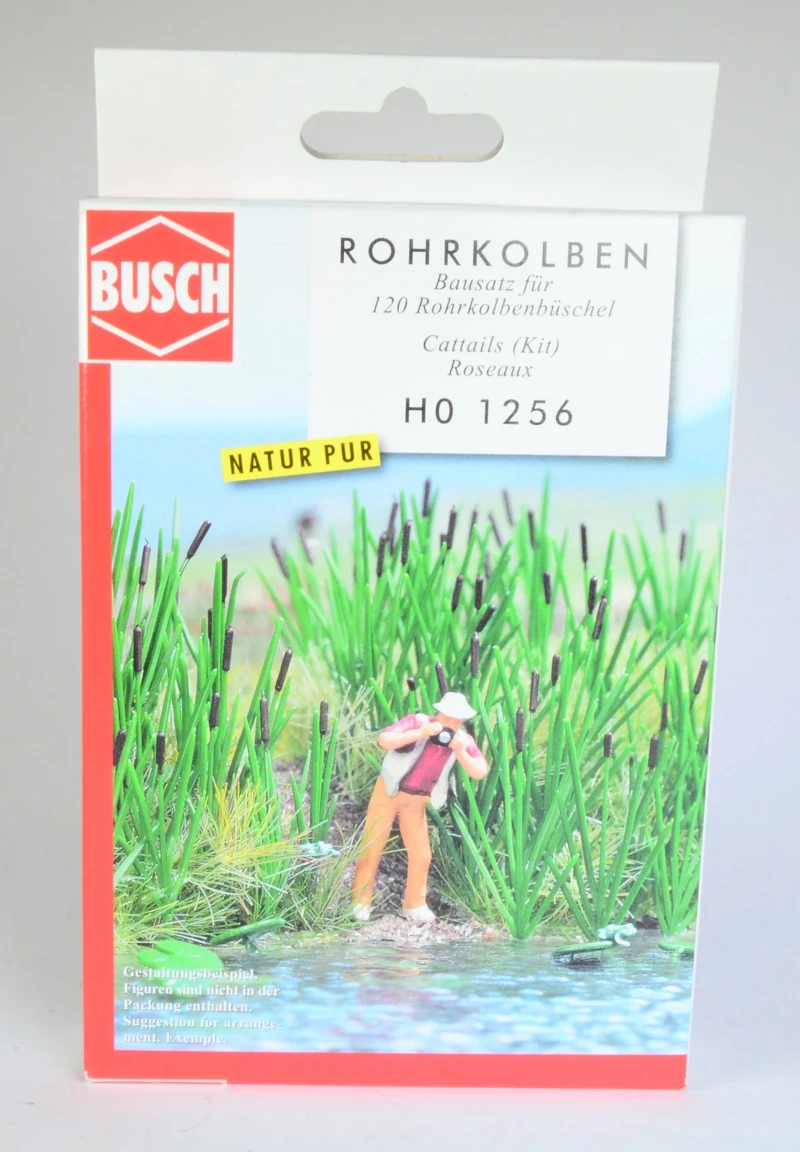 BUSCH
ROHRKOLBEN
Bausatz für
120 Rohrkolbenbüschel
Cattails (Kit)
Roseaux
H0 1256
NATUR PUR
Gestaltungsbeispiel.
Figuren sind nicht in der
Packung enthalten.
Suggestion for arrange-
ment. Exemple.